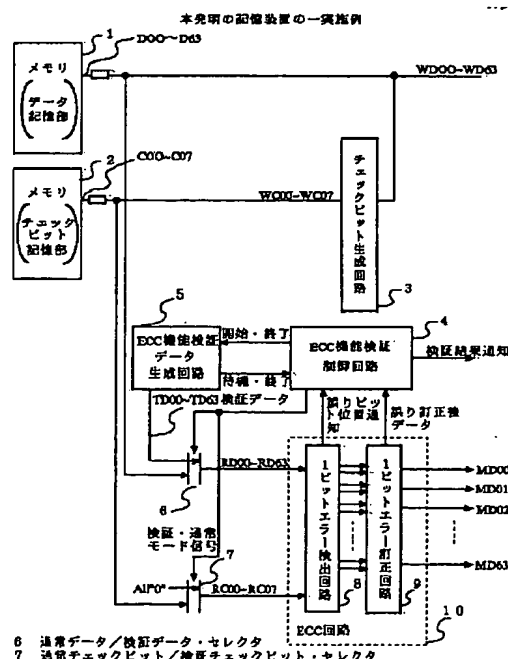 本発明の記憶装置の一実施例
1
D00~D63
メモリ
データ
記憶部
WD00~WD63
2
C00~C07
メモリ
チェック
ビット
記憶部
WC00~WC07
チェックビット生成回路
3
5
ECC機能検証
データ
生成回路
開始・終了
待機・終了
4
ECC機能検証
制御回路
検証結果通知
TD00~TD63 検証データ
誤りビッ
ト位置通
知
誤り訂正後
データ
RD00~RD63
6
検証・通常
モード信号
7
All"0"
RC00~RC07
1ビットエラー検出回路
8
1ビットエラー訂正回路
9
MD00
MD01
MD02
MD63
ECC回路
10
6 通常データ/検証データ・セレクタ
7 通常チェックビット/検証チェックビット・セレクタ